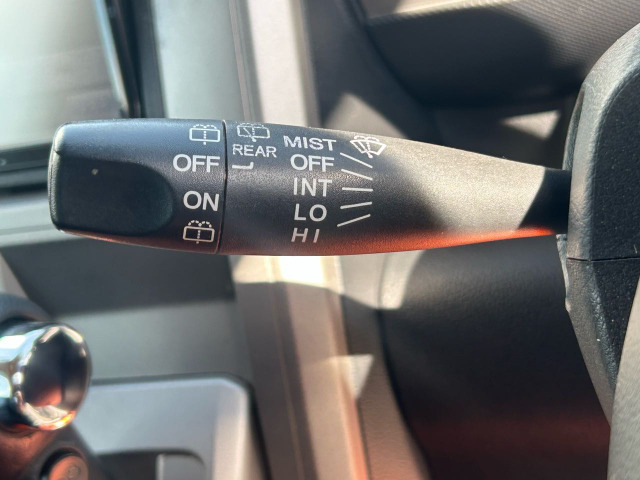 OFF
ON
REAR
MIST
OFF
INT
LO
HI